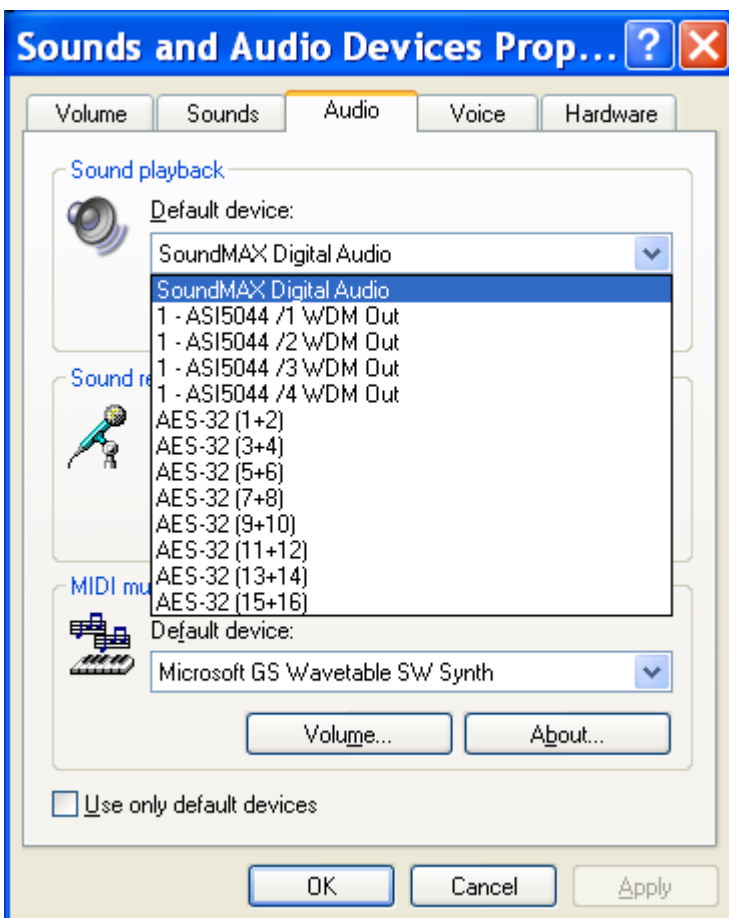 Sounds and Audio Devices Prop...
Volume Sounds Audio Voice Hardware
Sound playback
Default device:
SoundMAX Digital Audio
SoundMAX Digital Audio
1 - ASI5044 /1 WDM Out
1 - ASI5044 /2 WDM Out
1 - ASI5044 /3 WDM Out
1 - ASI5044 /4 WDM Out
Sound re
AES-32 (1+2)
AES-32 (3+4)
AES-32 (5+6)
AES-32 (7+8)
AES-32 (9+10)
AES-32 (11+12)
AES-32 (13+14)
AES-32 (15+16)
MIDI mu
Default device:
Microsoft GS Wavetable SW Synth
Volume... About...
Use only default devices
OK Cancel Apply